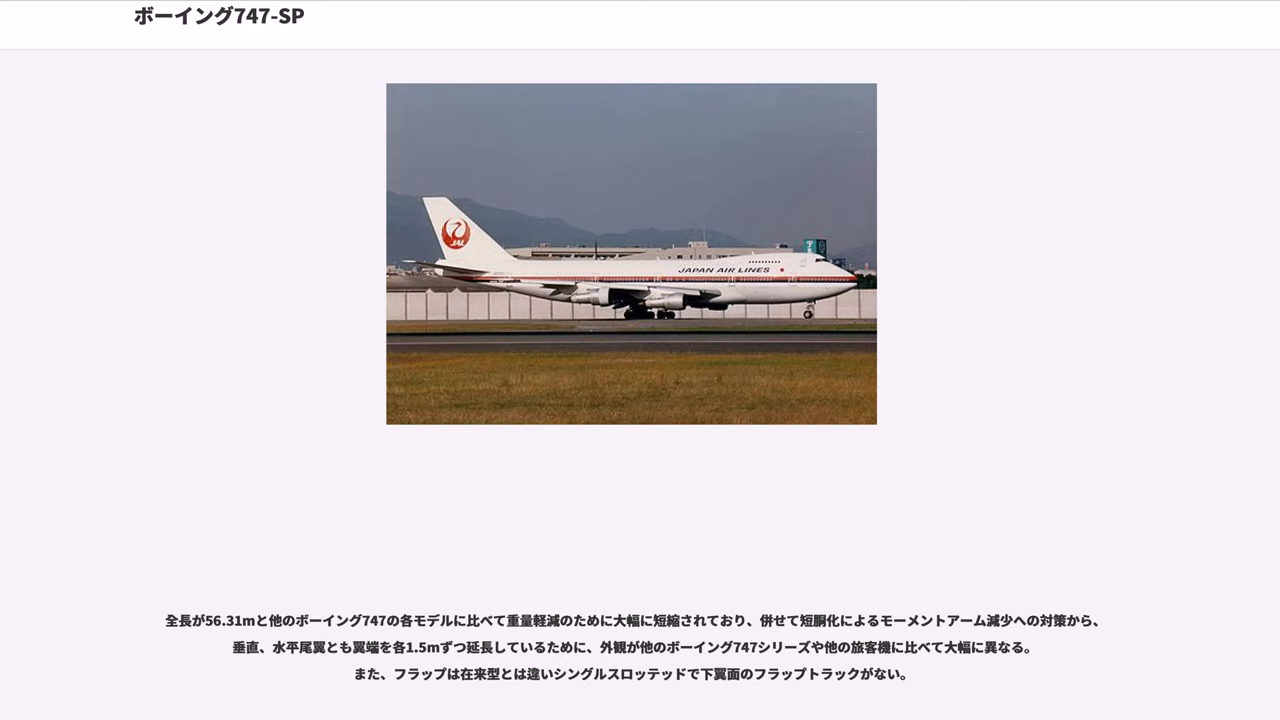 ボーイング747-SP
JAL
JAPAN AIR LINES
全長が56.31mと他のボーイング747の各モデルに比べて重量軽減のために大幅に短縮されており、併せて短胴化によるモーメントアーム減少への対策から、
垂直、水平尾翼とも翼端を各1.5mずつ延長しているために、外観が他のボーイング747シリーズや他の旅客機に比べて大幅に異なる。
また、フラップは在来型とは違いシングルスロッテッドで下翼面のフラップトラックがない。